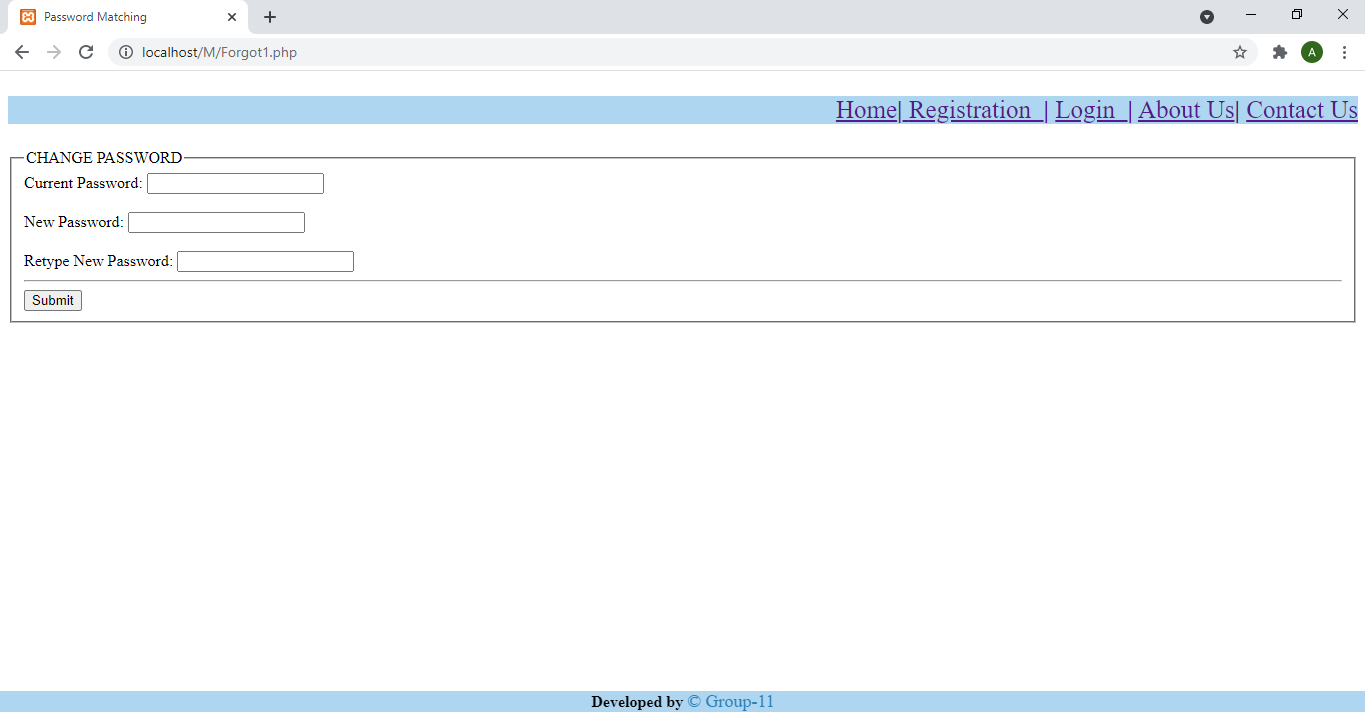 Password Matching
localhost/M/Forgot1.php
A
Home| Registration | Login | About Us| Contact Us
CHANGE PASSWORD
Current Password:
New Password:
Retype New Password:
Submit
Developed by © Group-11